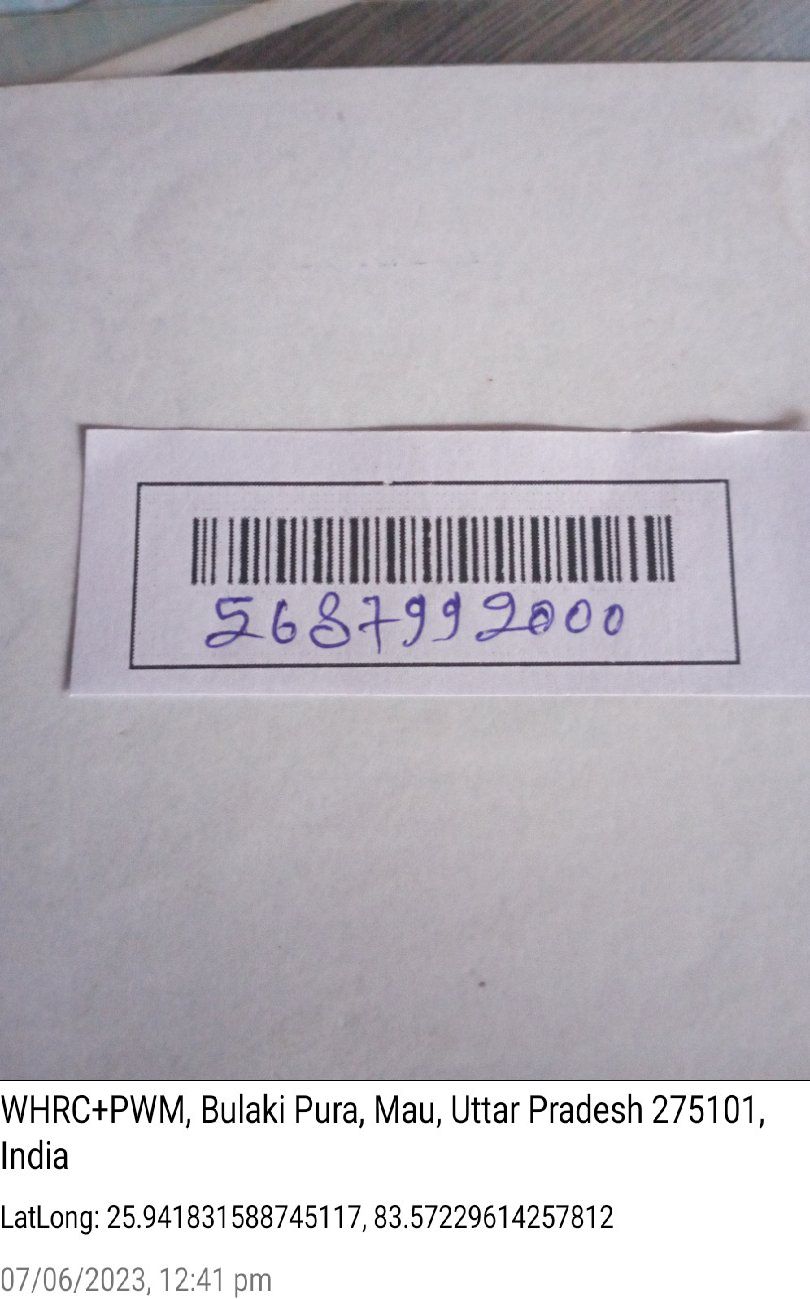 5687992000
WHRC+PWM, Bulaki Pura, Mau, Uttar Pradesh 275101,
India
LatLong: 25.941831588745117, 83.57229614257812
07/06/2023, 12:41 pm